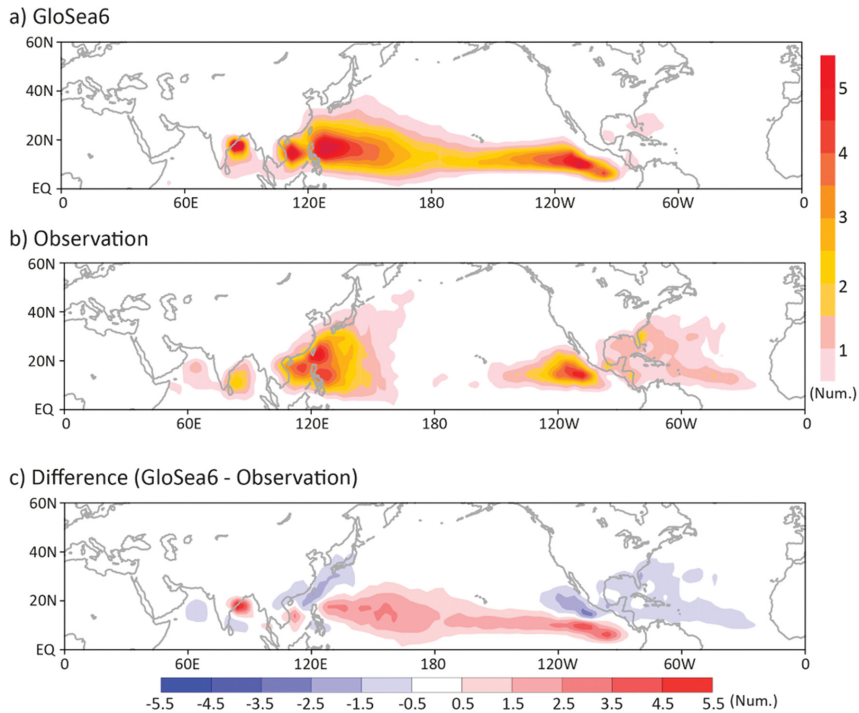 a) GloSea6
60N
40N
20N
EQ
0 60E 120E 180 120W 60W 0
5
4
3
2
1
(Num.)
b) Observation
60N
40N
20N
EQ
0 60E 120E 180 120W 60W 0
c) Difference (GloSea6 - Observation)
60N
40N
20N
EQ
0 60E 120E 180 120W 60W 0
-5.5 -4.5 -3.5 -2.5 -1.5 -0.5 0.5 1.5 2.5 3.5 4.5 5.5 (Num.)